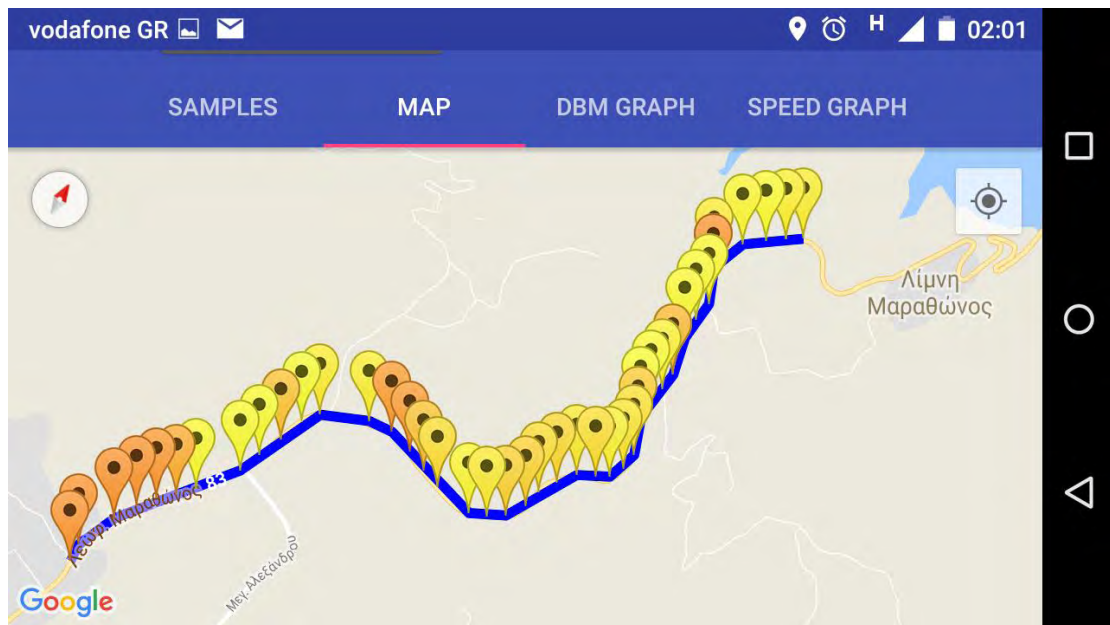 vodafone GR
H
02:01
SAMPLES
MAP
DBM GRAPH
SPEED GRAPH
Λίμνη
Μαραθώνος
Λεωφ. Μαραθώνος 83
Μεγ. Αλεξάνδρου
Google